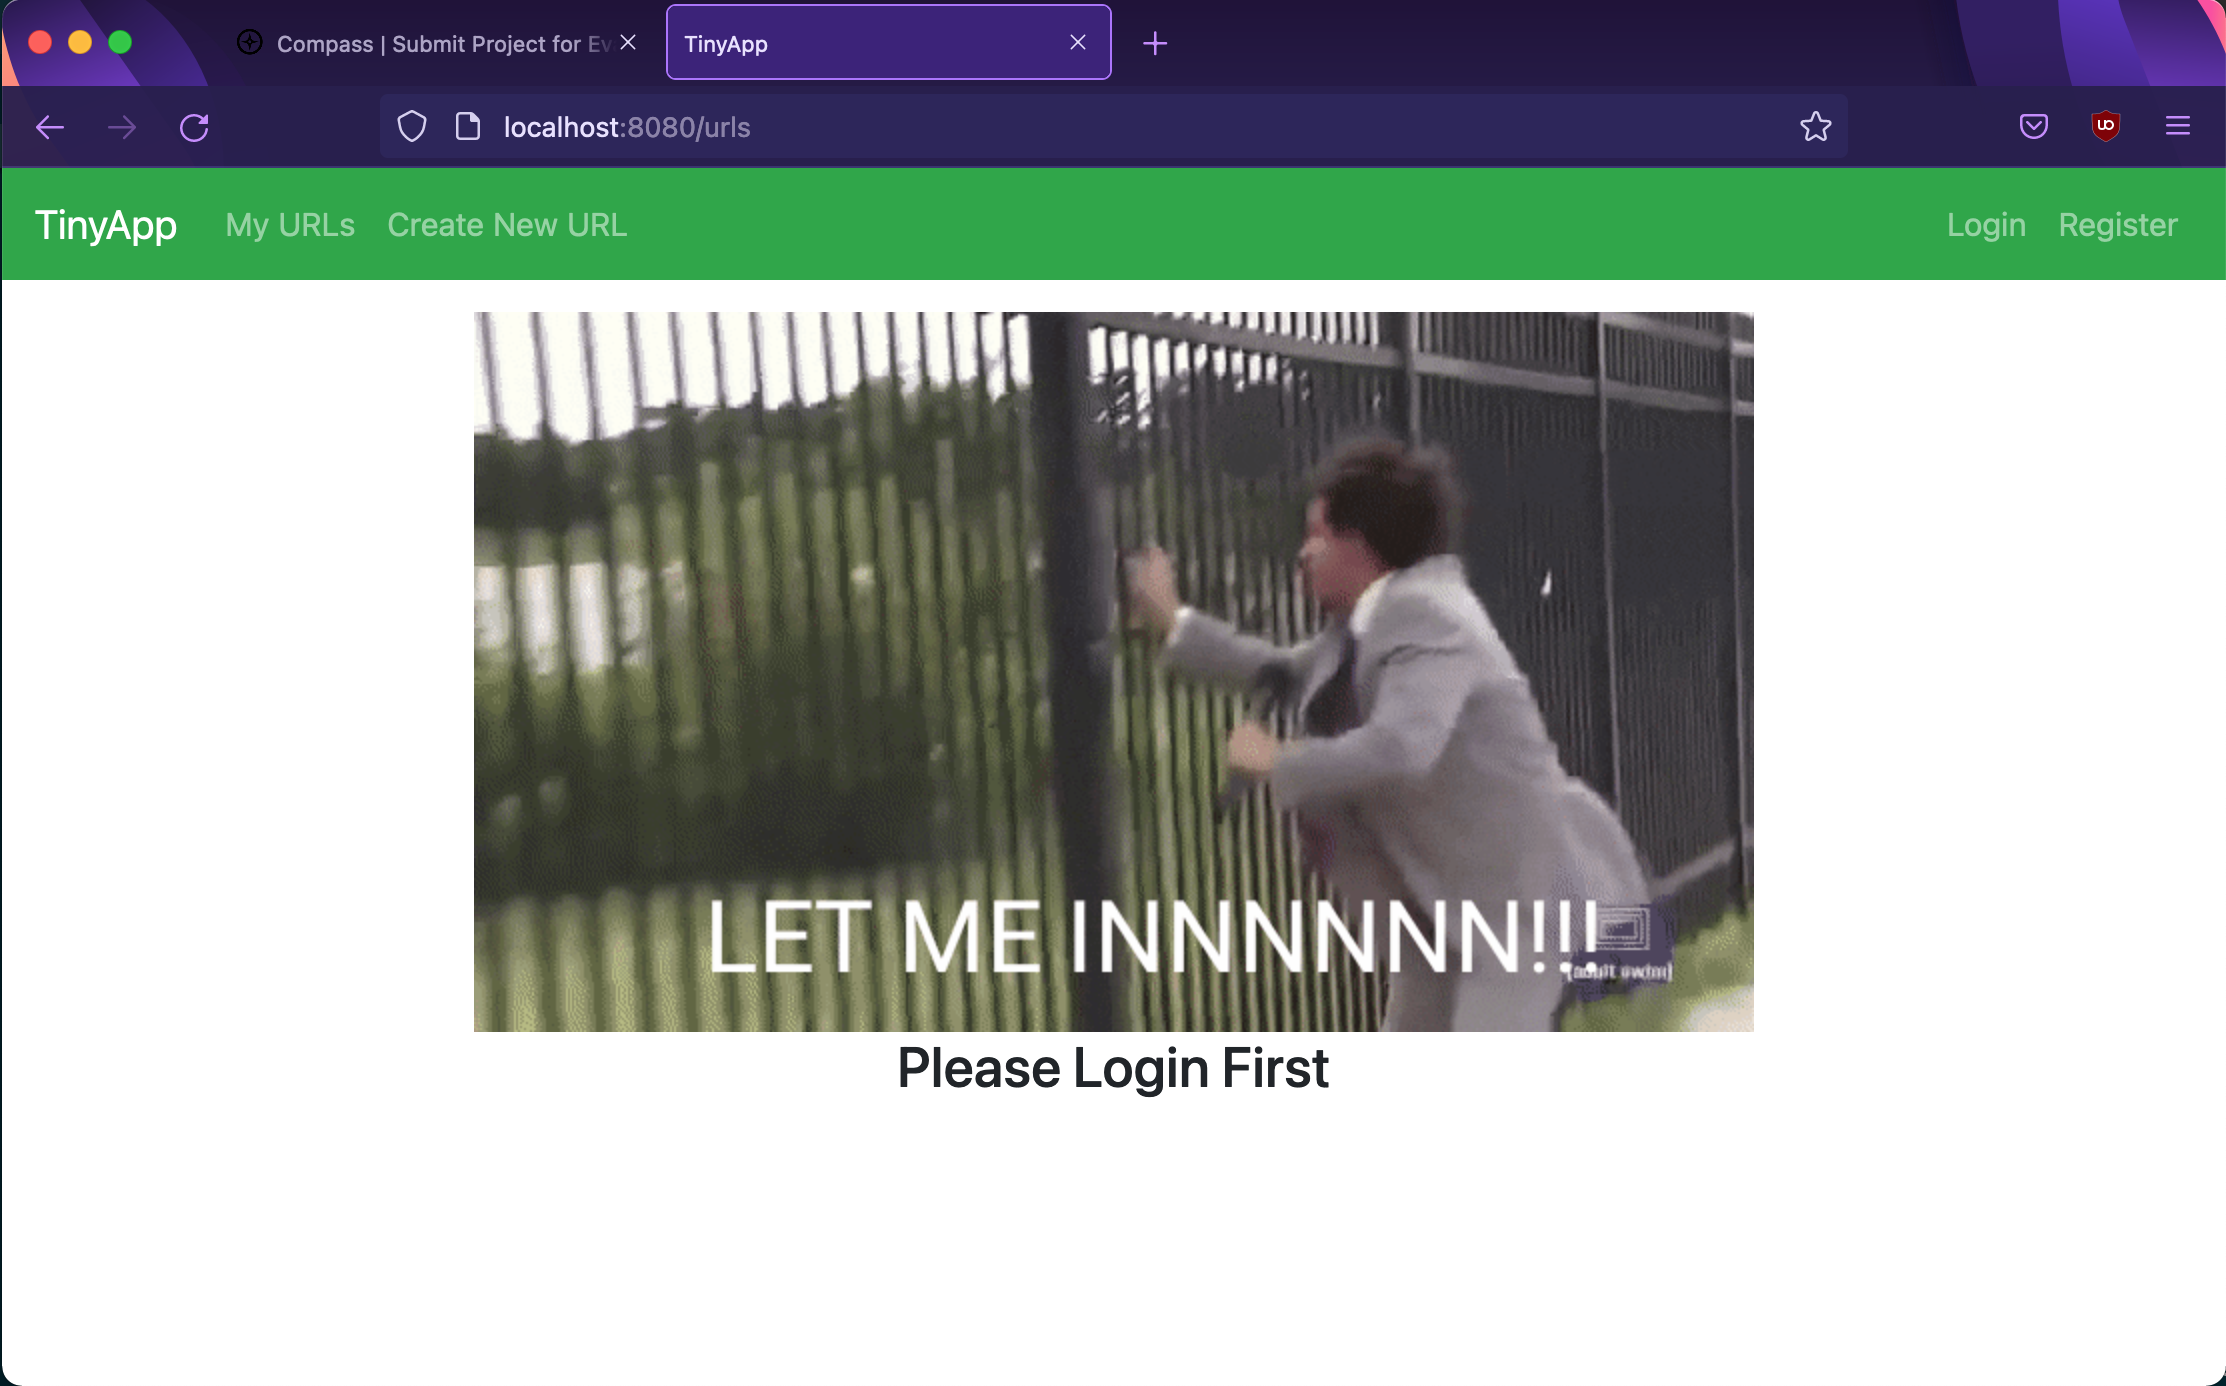 Compass | Submit Project for Ev
TinyApp
localhost:8080/urls
TinyApp My URLs Create New URL Login Register
LET ME INNNNNN!!!
[adult swim]
Please Login First